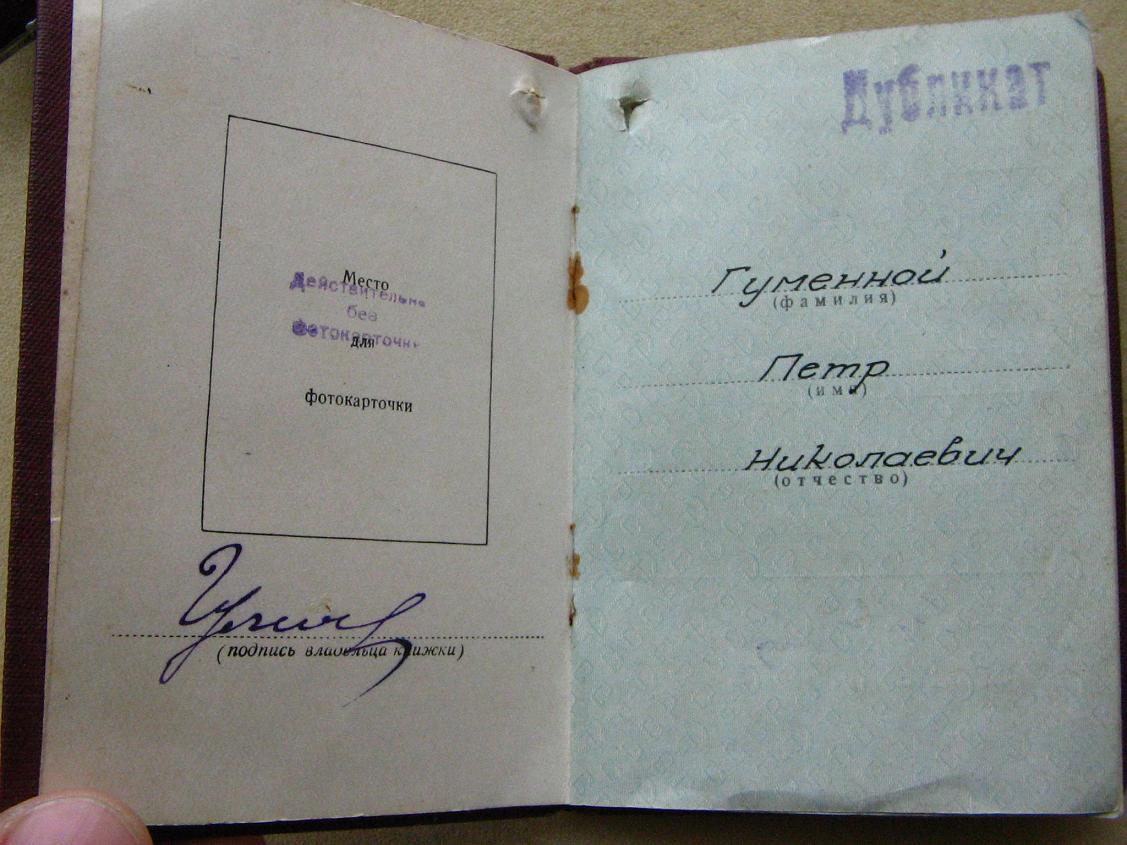 Место
Действительно
без
фотокарточки
для
фотокарточки
(подпись владельца книжки)
Дубликат
Гуменной
(фамилия)
Петр
(имя)
Николаевич
(отчество)